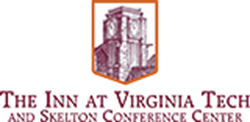 The Inn at Virginia Tech
and Skelton Conference Center